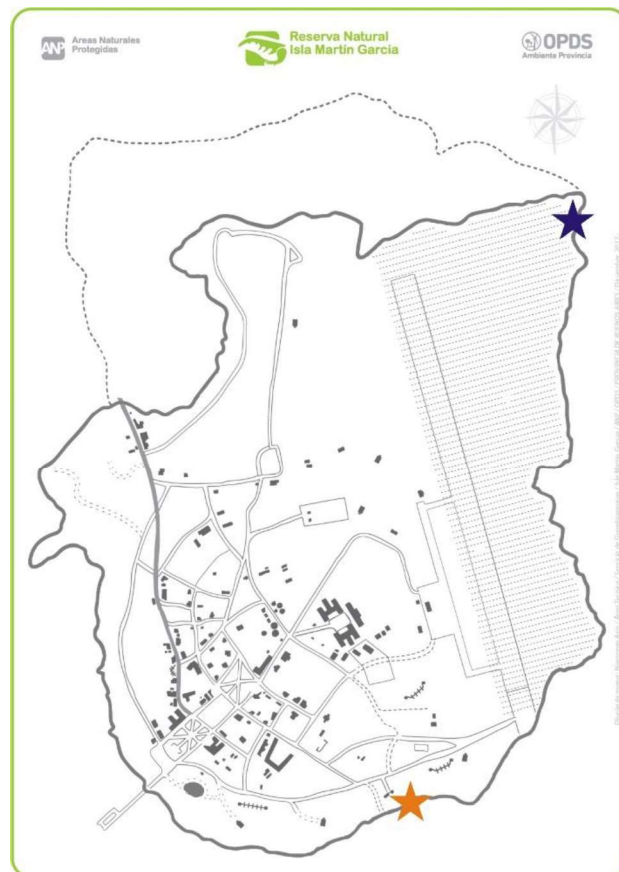 ANP
Areas Naturales
Protegidas
Reserva Natural
Isla Martín García
OPDS
Ambiente Provincia